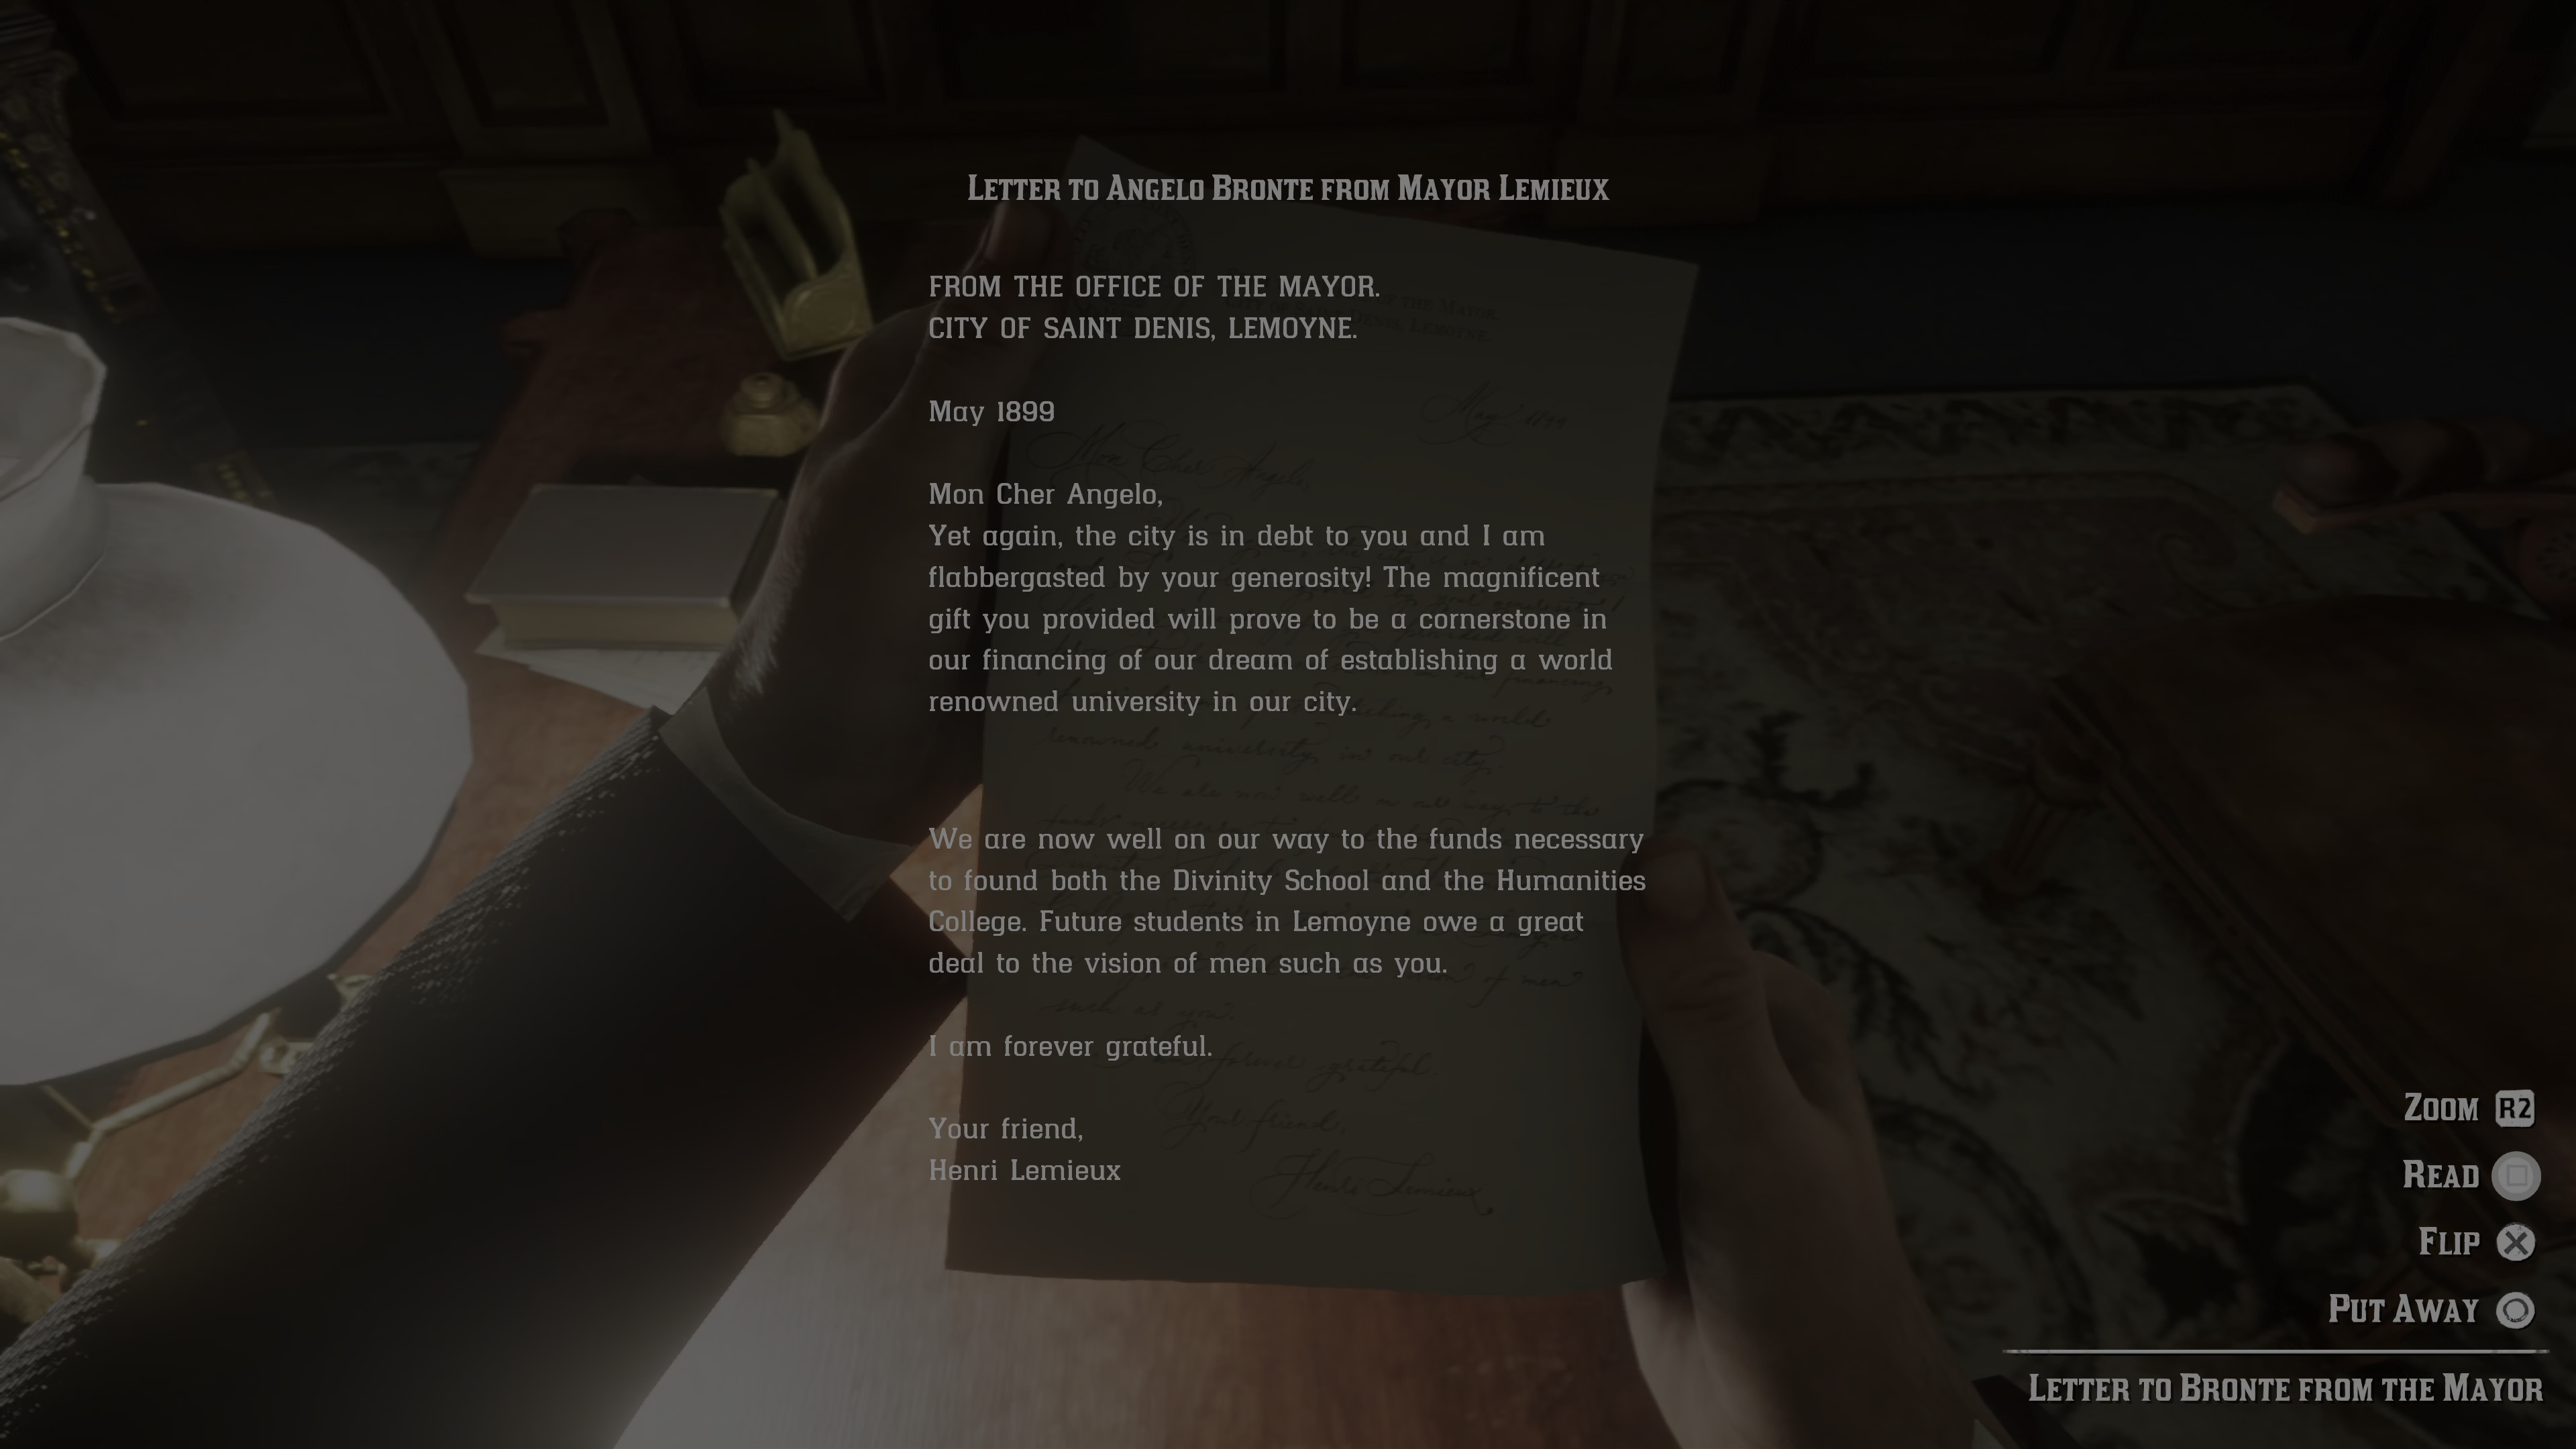 Letter to Angelo Bronte from Mayor Lemieux
FROM THE OFFICE OF THE MAYOR.
CITY OF SAINT DENIS, LEMOYNE.
May 1899
Mon Cher Angelo,
Yet again, the city is in debt to you and I am
flabbergasted by your generosity! The magnificent
gift you provided will prove to be a cornerstone in
our financing of our dream of establishing a world
renowned university in our city.
We are now well on our way to the funds necessary
to found both the Divinity School and the Humanities
College. Future students in Lemoyne owe a great
deal to the vision of men such as you.
I am forever grateful.
Your friend,
Henri Lemieux
Zoom R2
Read
Flip
Put Away
Letter to Bronte from the Mayor